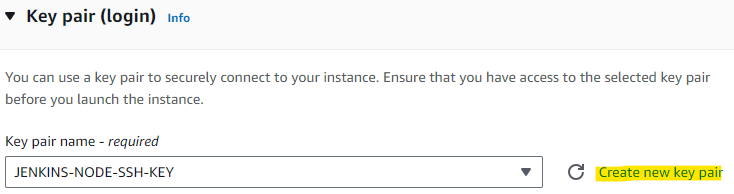 Key pair (login) Info
You can use a key pair to securely connect to your instance. Ensure that you have access to the selected key pair
before you launch the instance.
Key pair name - required
JENKINS-NODE-SSH-KEY
Create new key pair